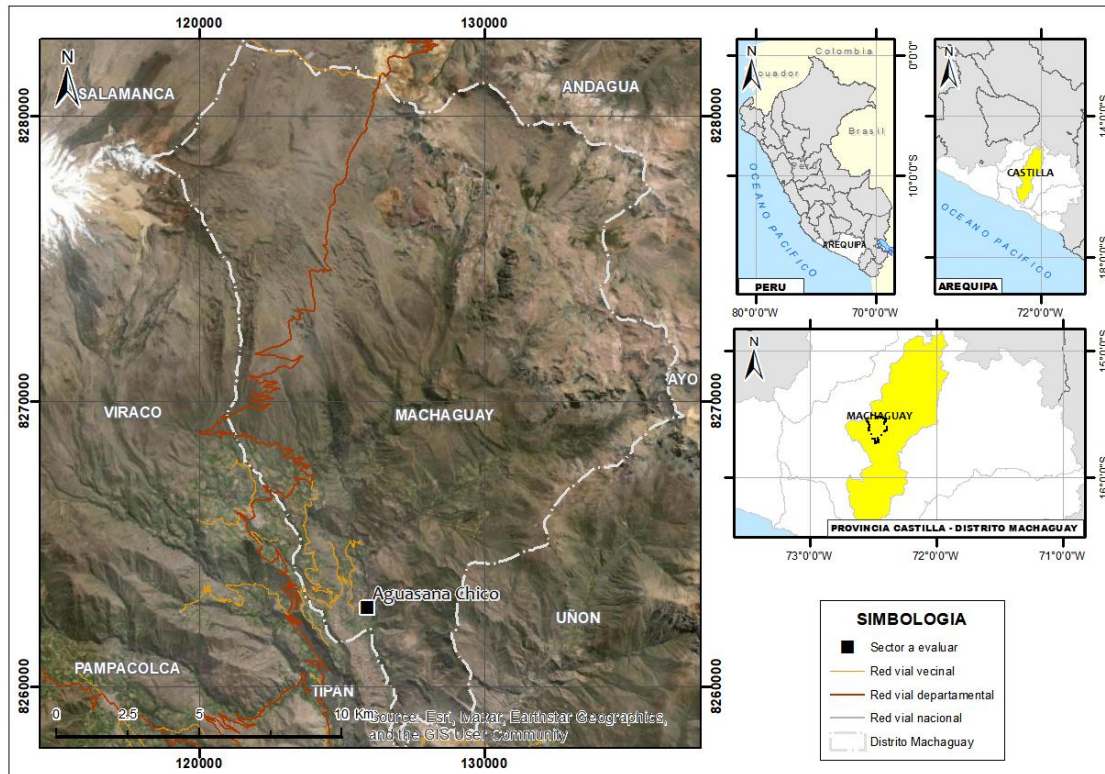 120000
130000
N
SALAMANCA
ANDAGUA
8280000
8280000
VIRACO
MACHAGUAY
AYO
8270000
8270000
Aguasana Chico
UÑON
PAMPACOLCA
TIPAN
8260000
8260000
0 2.5 5 10 Km
Source: Esri, Maxar, Earthstar Geographics,
and the GIS User Community
120000
130000
N
Colombia
Ecuador
Brasil
Perú
OCEANO PACIFICO
AREQUIPA
PERU
0°0'0"
10°0'0"S
80°0'0"W
70°0'0"W
N
CASTILLA
OCEANO PACIFICO
AREQUIPA
14°0'0"S
18°0'0"S
72°0'0"W
N
MACHAGUAY
PROVINCIA CASTILLA - DISTRITO MACHAGUAY
15°0'0"S
16°0'0"S
73°0'0"W
72°0'0"W
71°0'0"W
SIMBOLOGIA
Sector a evaluar
Red vial vecinal
Red vial departamental
Red vial nacional
Distrito Machaguay